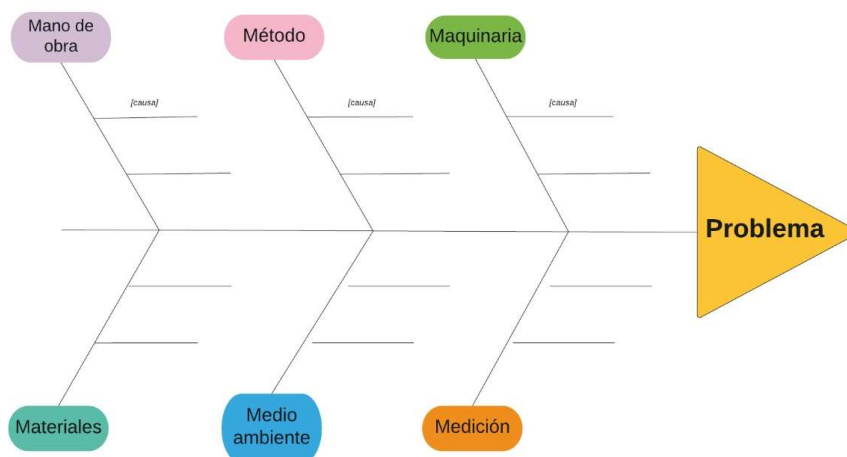 Mano de
obra
Método
Maquinaria
[causa]
[causa]
[causa]
Problema
Materiales
Medio
ambiente
Medición